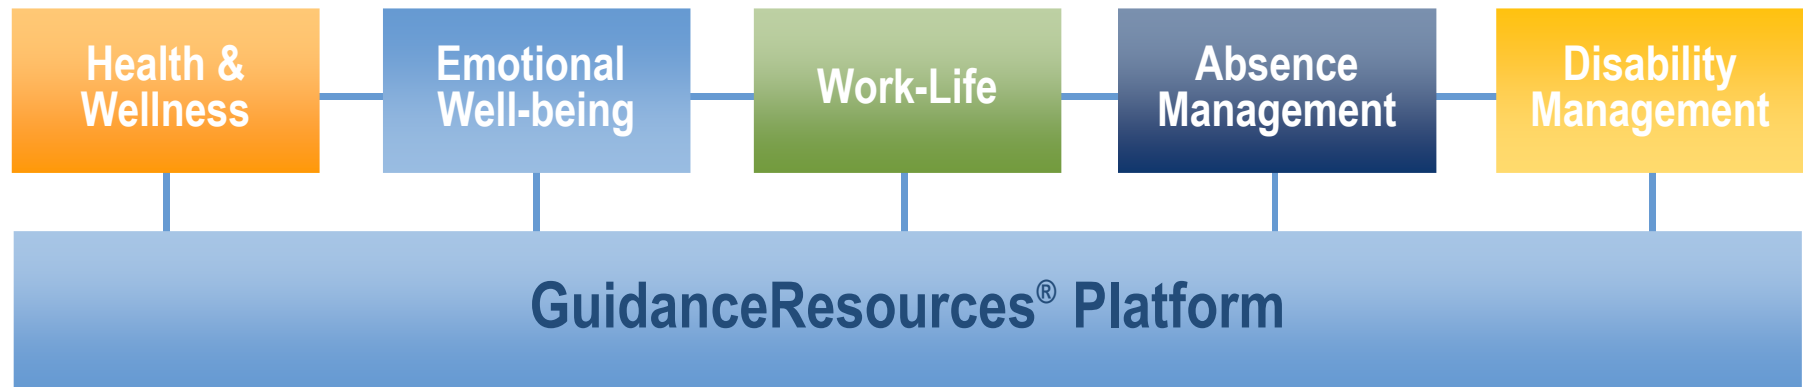 Health &
Wellness
Emotional
Well-being
Work-Life
Absence
Management
Disability
Management
GuidanceResources® Platform